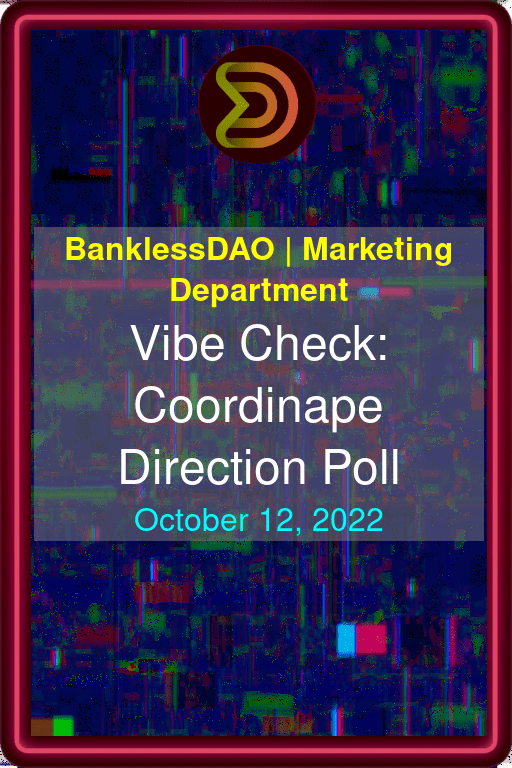 BanklessDAO | Marketing
Department
Vibe Check:
Coordinape
Direction Poll
October 12, 2022